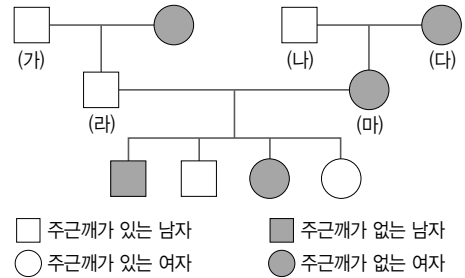 (가)
(나)
(다)
(라)
(마)
주근깨가 있는 남자
주근깨가 없는 남자
주근깨가 있는 여자
주근깨가 없는 여자